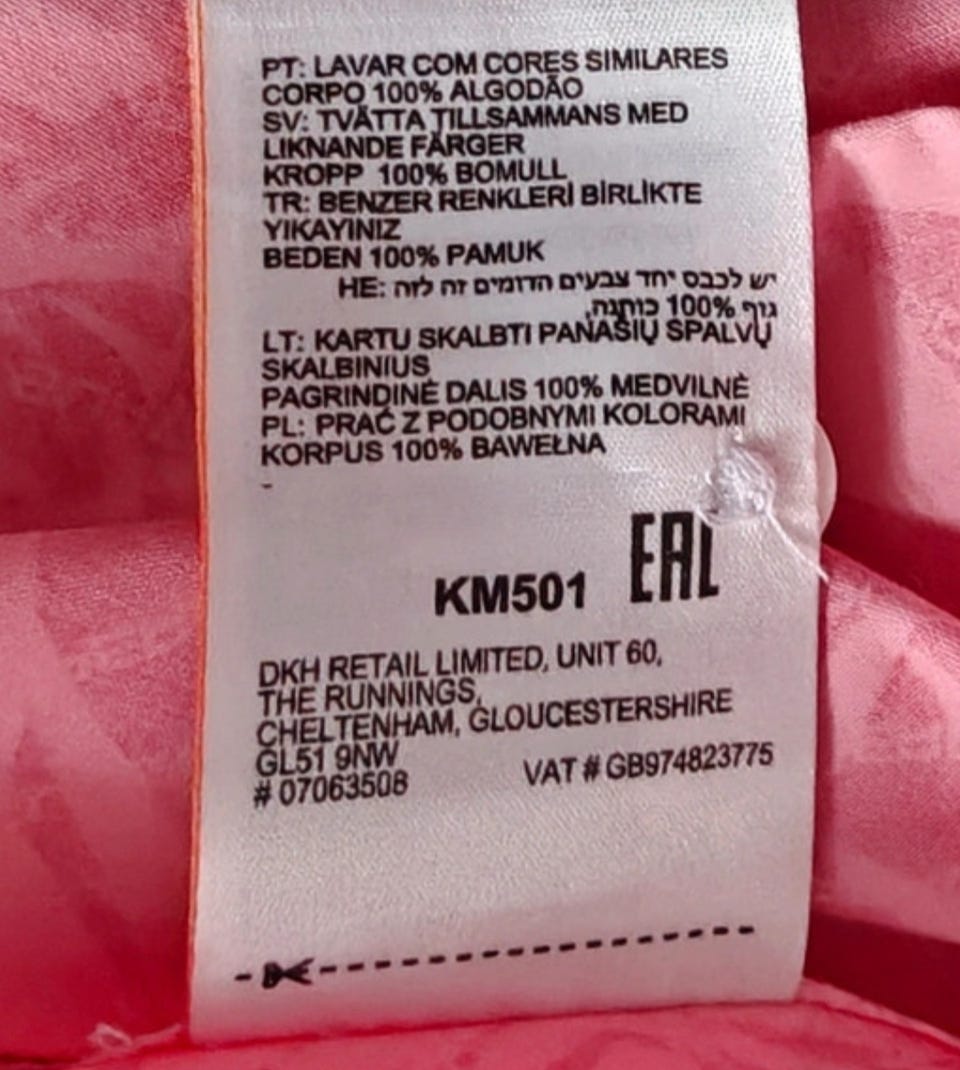 PT: LAVAR COM CORES SIMILARES
CORPO 100% ALGODÃO
SV: TVÄTTA TILLSAMMANS MED
LIKNANDE FÄRGER
KROPP 100% BOMULL
TR: BENZER RENKLERİ BİRLİKTE
YIKAYINIZ
BEDEN 100% PAMUK
HE: יש לכבס יחד צבעים הדומים זה לזה
גוף 100% כותנה,
LT: KARTU SKALBTI PANAŠIŲ SPALVŲ
SKALBINIUS
PAGRINDINĖ DALIS 100% MEDVILNĖ
PL: PRAĆ Z PODOBNYMI KOLORAMI
KORPUS 100% BAWEŁNA
-
KM501 EAC
DKH RETAIL LIMITED, UNIT 60,
THE RUNNINGS,
CHELTENHAM, GLOUCESTERSHIRE
GL51 9NW
# 07063508 VAT # GB974823775